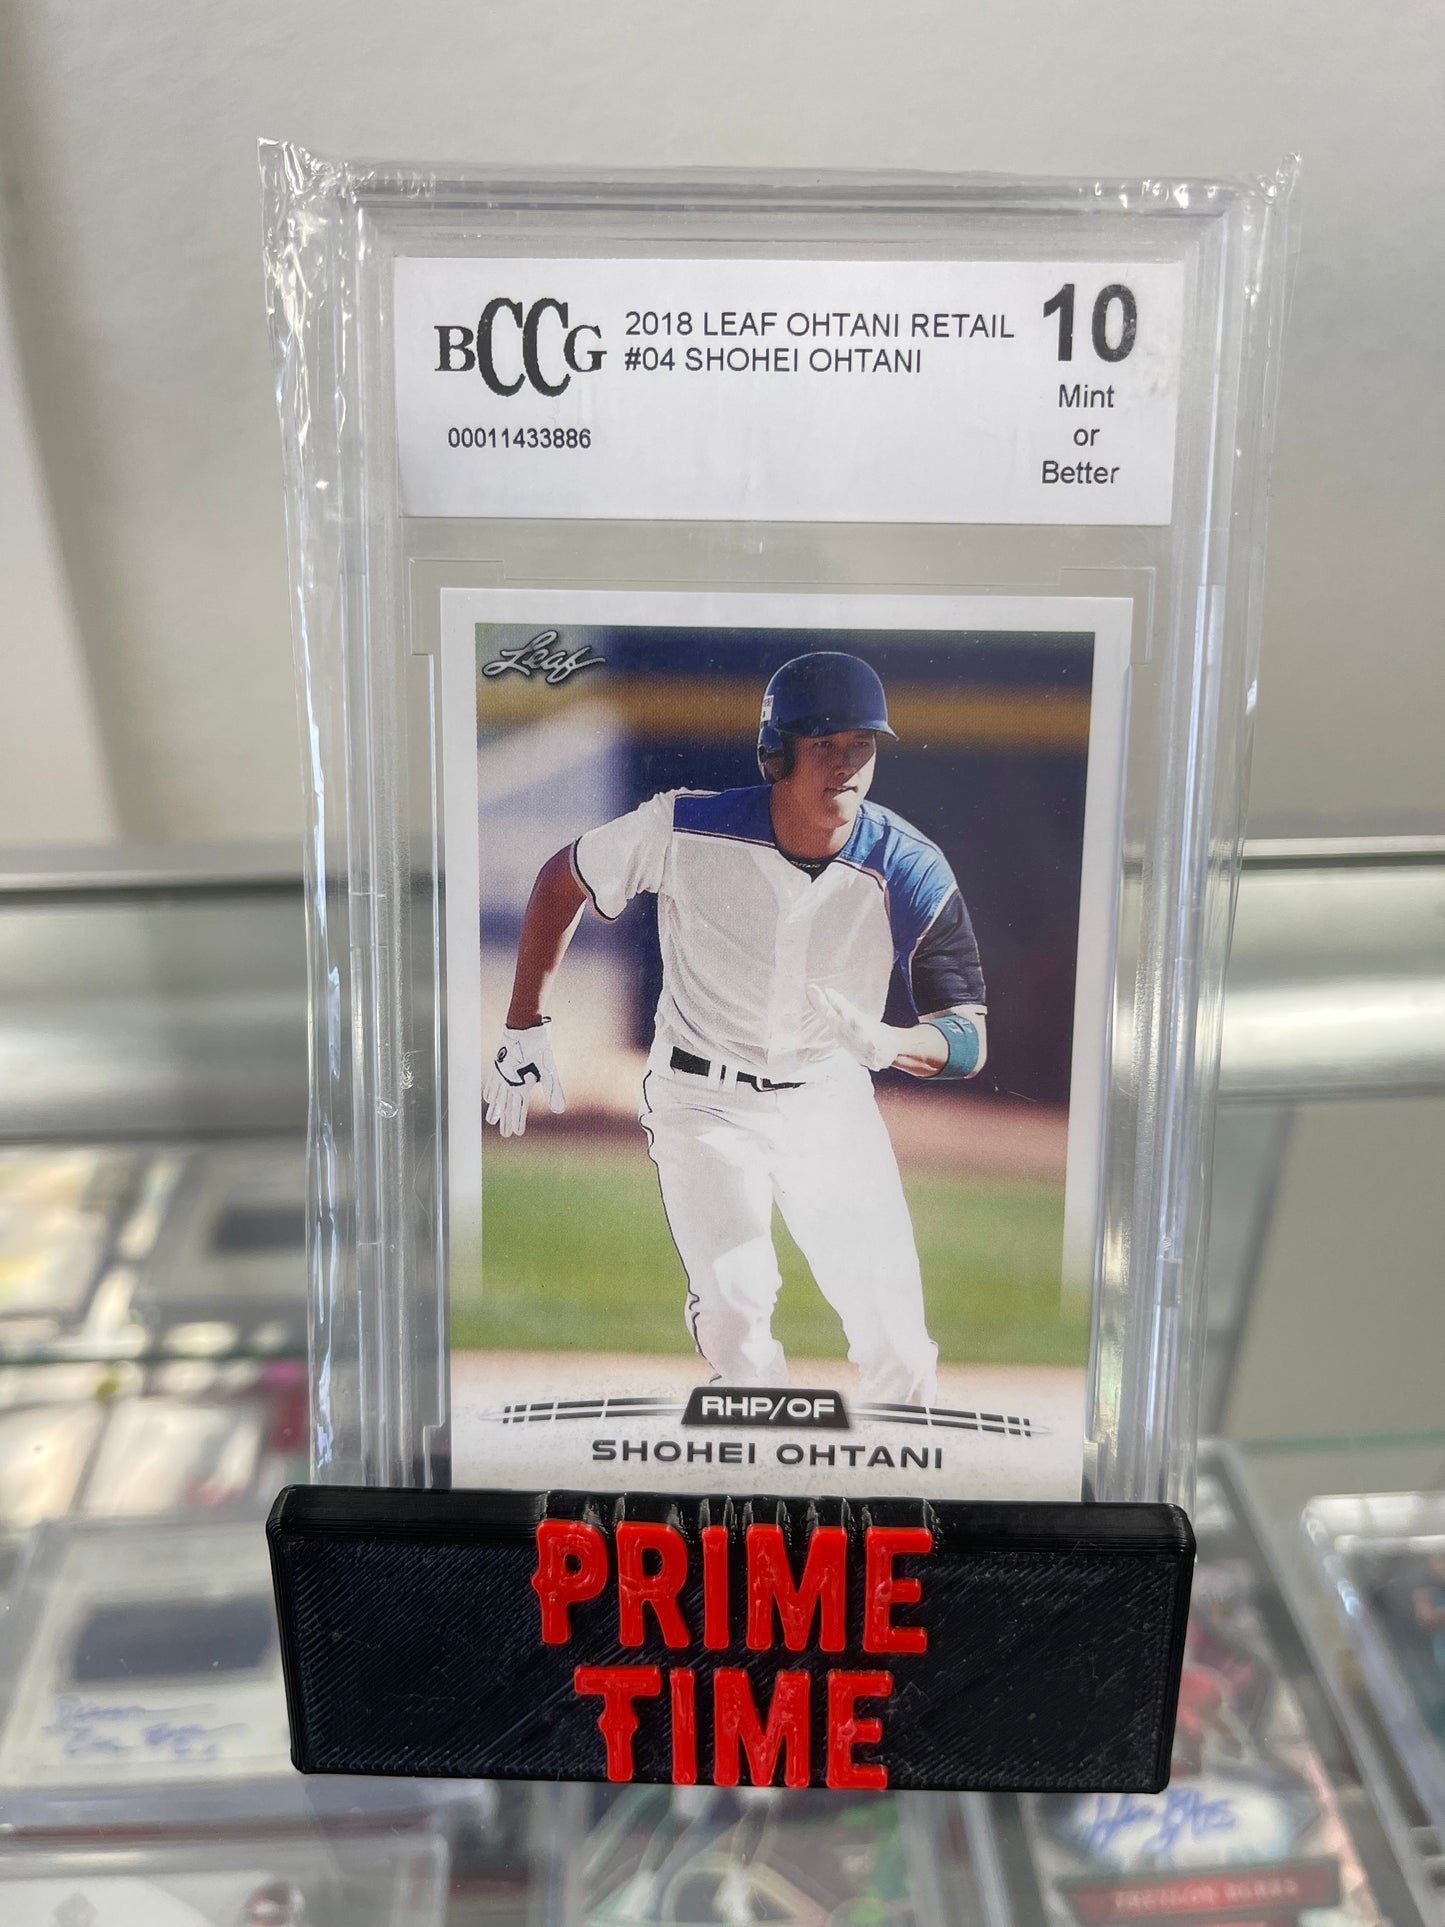 BCCG
2018 LEAF OHTANI RETAIL
#04 SHOHEI OHTANI
00011433886
10
Mint
or
Better
Leaf
RHP/OF
SHOHEI OHTANI
PRIME
TIME